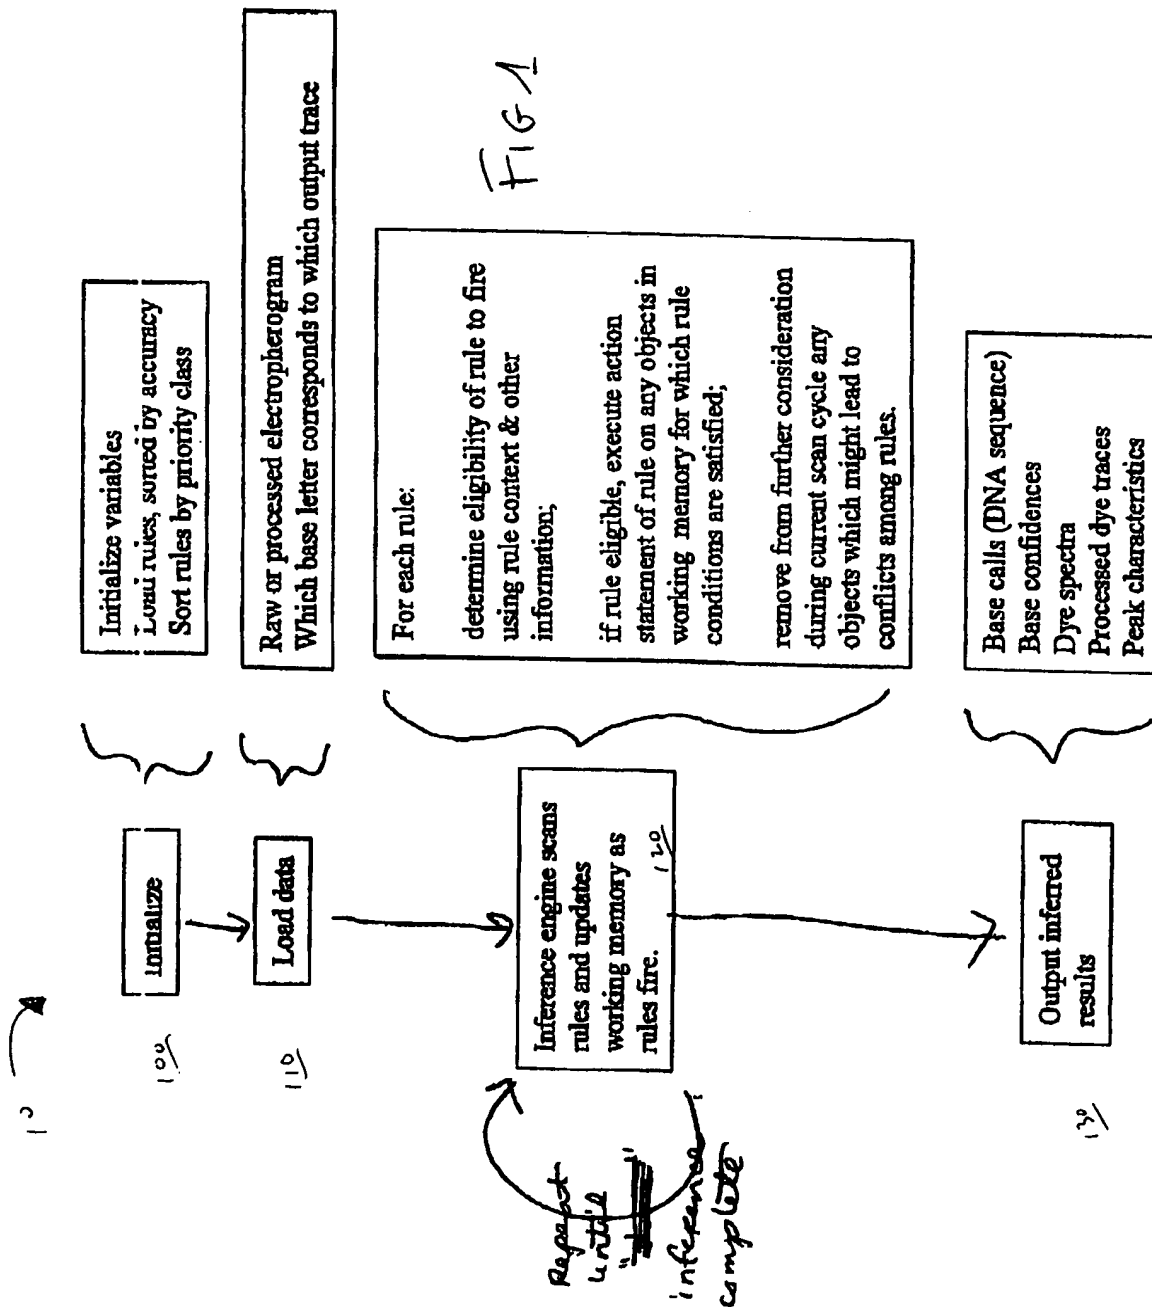 10
100
Initialize
Initialize variables
Load rules, sorted by accuracy
Sort rules by priority class
110
Load data
Raw or processed electropherogram
Which base letter corresponds to which output trace
Repeat
until
inference
complete
Inference engine scans
rules and updates
working memory as
rules fire.
120
For each rule:
determine eligibility of rule to fire
using rule context & other
information;
if rule eligible, execute action
statement of rule on any objects in
working memory for which rule
conditions are satisfied;
remove from further consideration
during current scan cycle any
objects which might lead to
conflicts among rules.
130
Output inferred
results
Base calls (DNA sequence)
Base confidences
Dye spectra
Processed dye traces
Peak characteristics
FIG 1